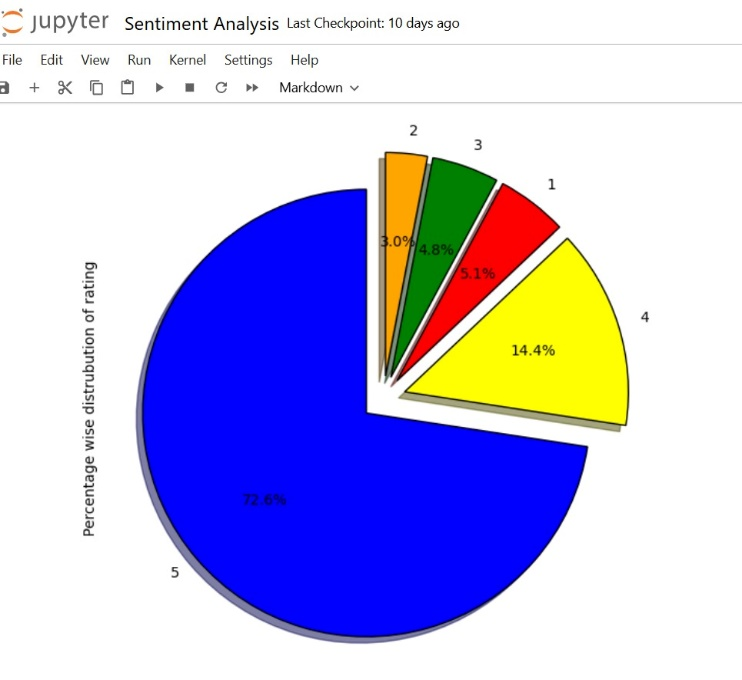 jupyter Sentiment Analysis Last Checkpoint: 10 days ago
File Edit View Run Kernel Settings Help
Markdown
2
3
1
3.0%
4.8%
5.1%
4
14.4%
Percentage wise distrubution of rating
72.6%
5